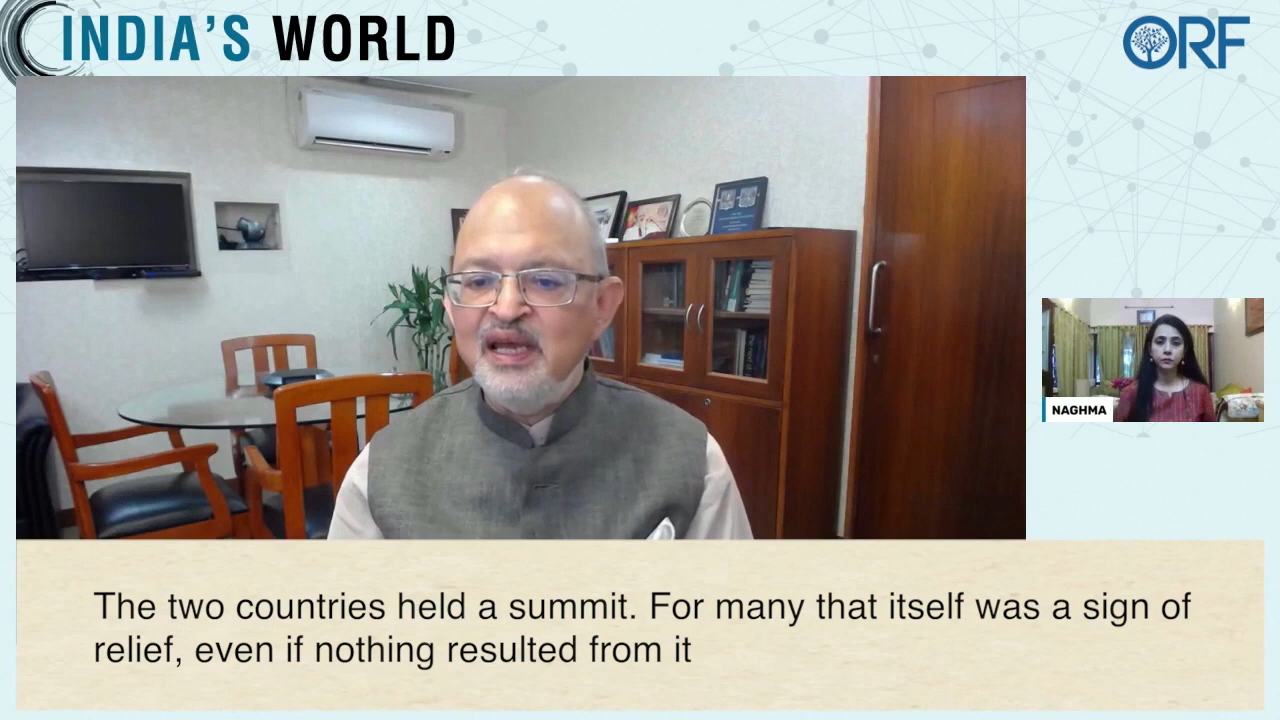 INDIA'S WORLD
ORF
NAGHMA
The two countries held a summit. For many that itself was a sign of
relief, even if nothing resulted from it